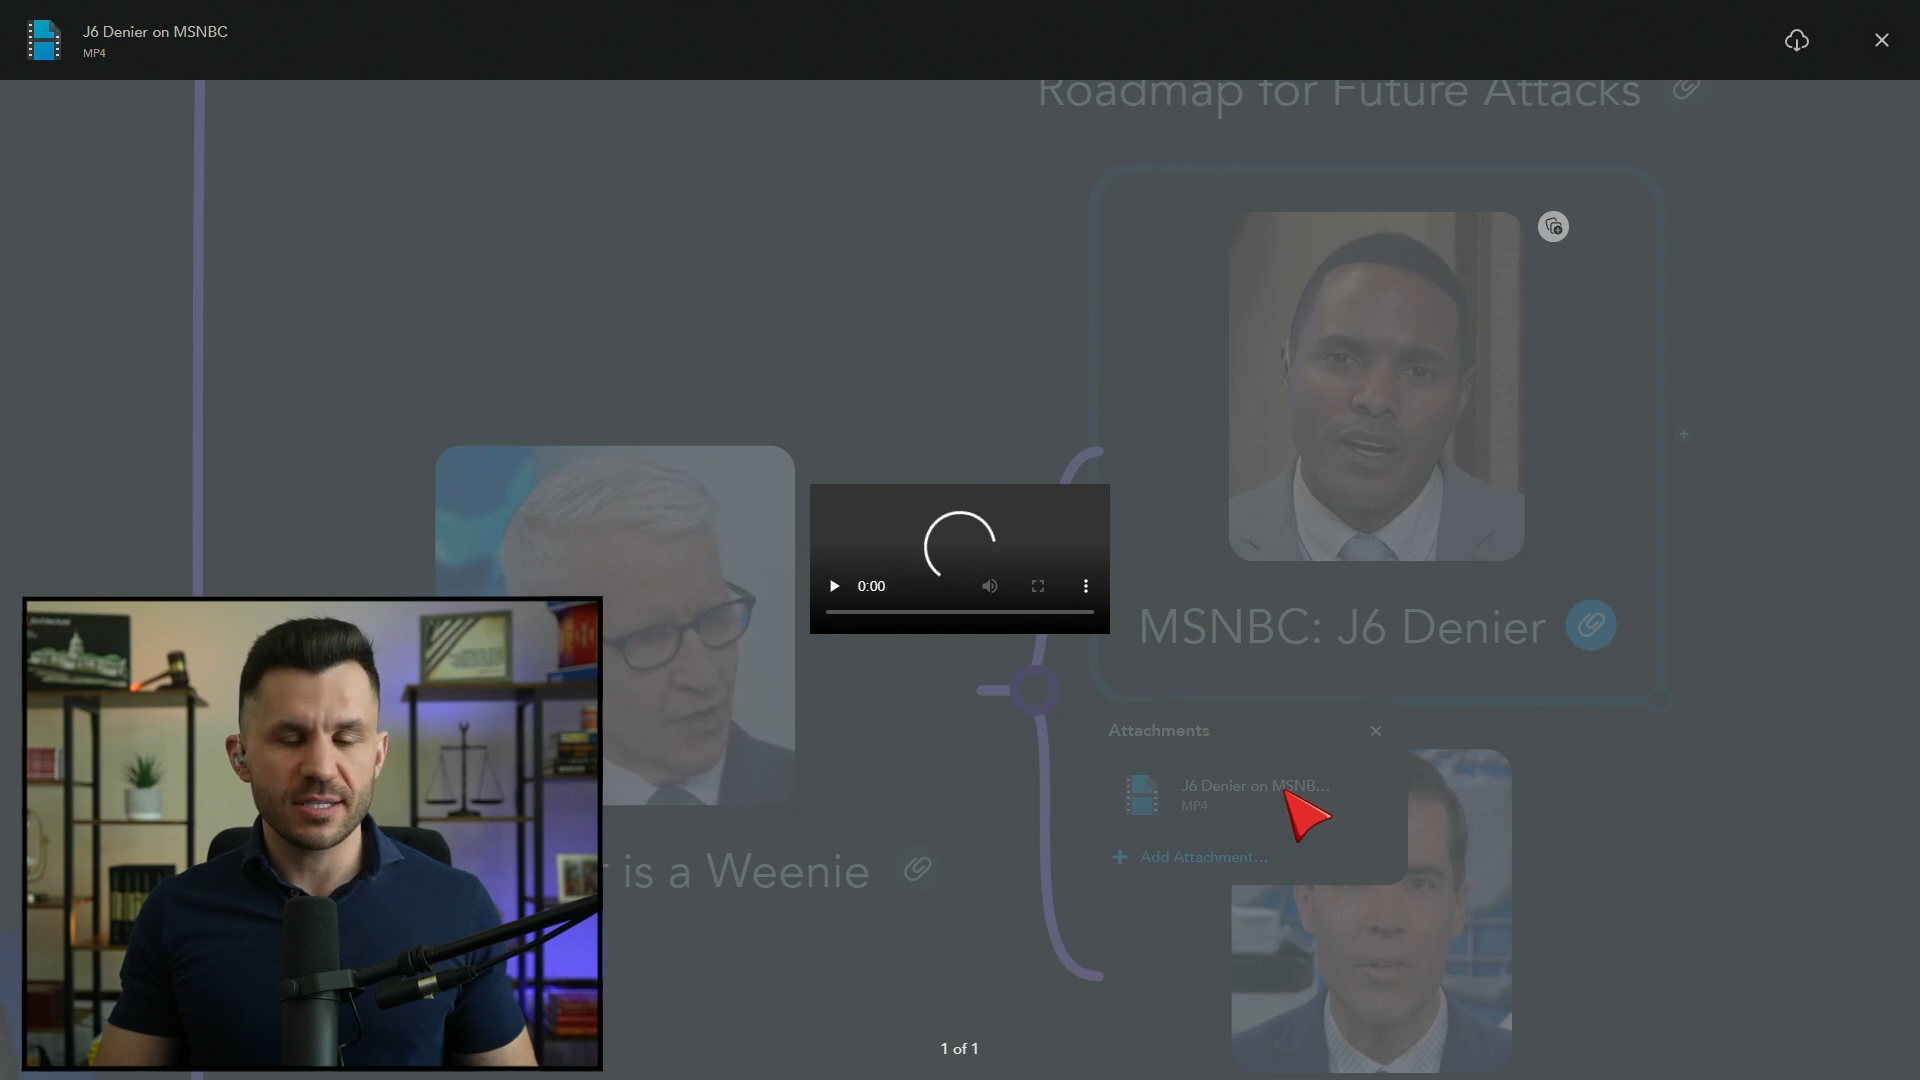 J6 Denier on MSNBC
MP4
Roadmap for Future Attacks
0:00
MSNBC: J6 Denier
Attachments
J6 Denier on MSNB...
MP4
r is a Weenie
Add Attachment...
1 of 1